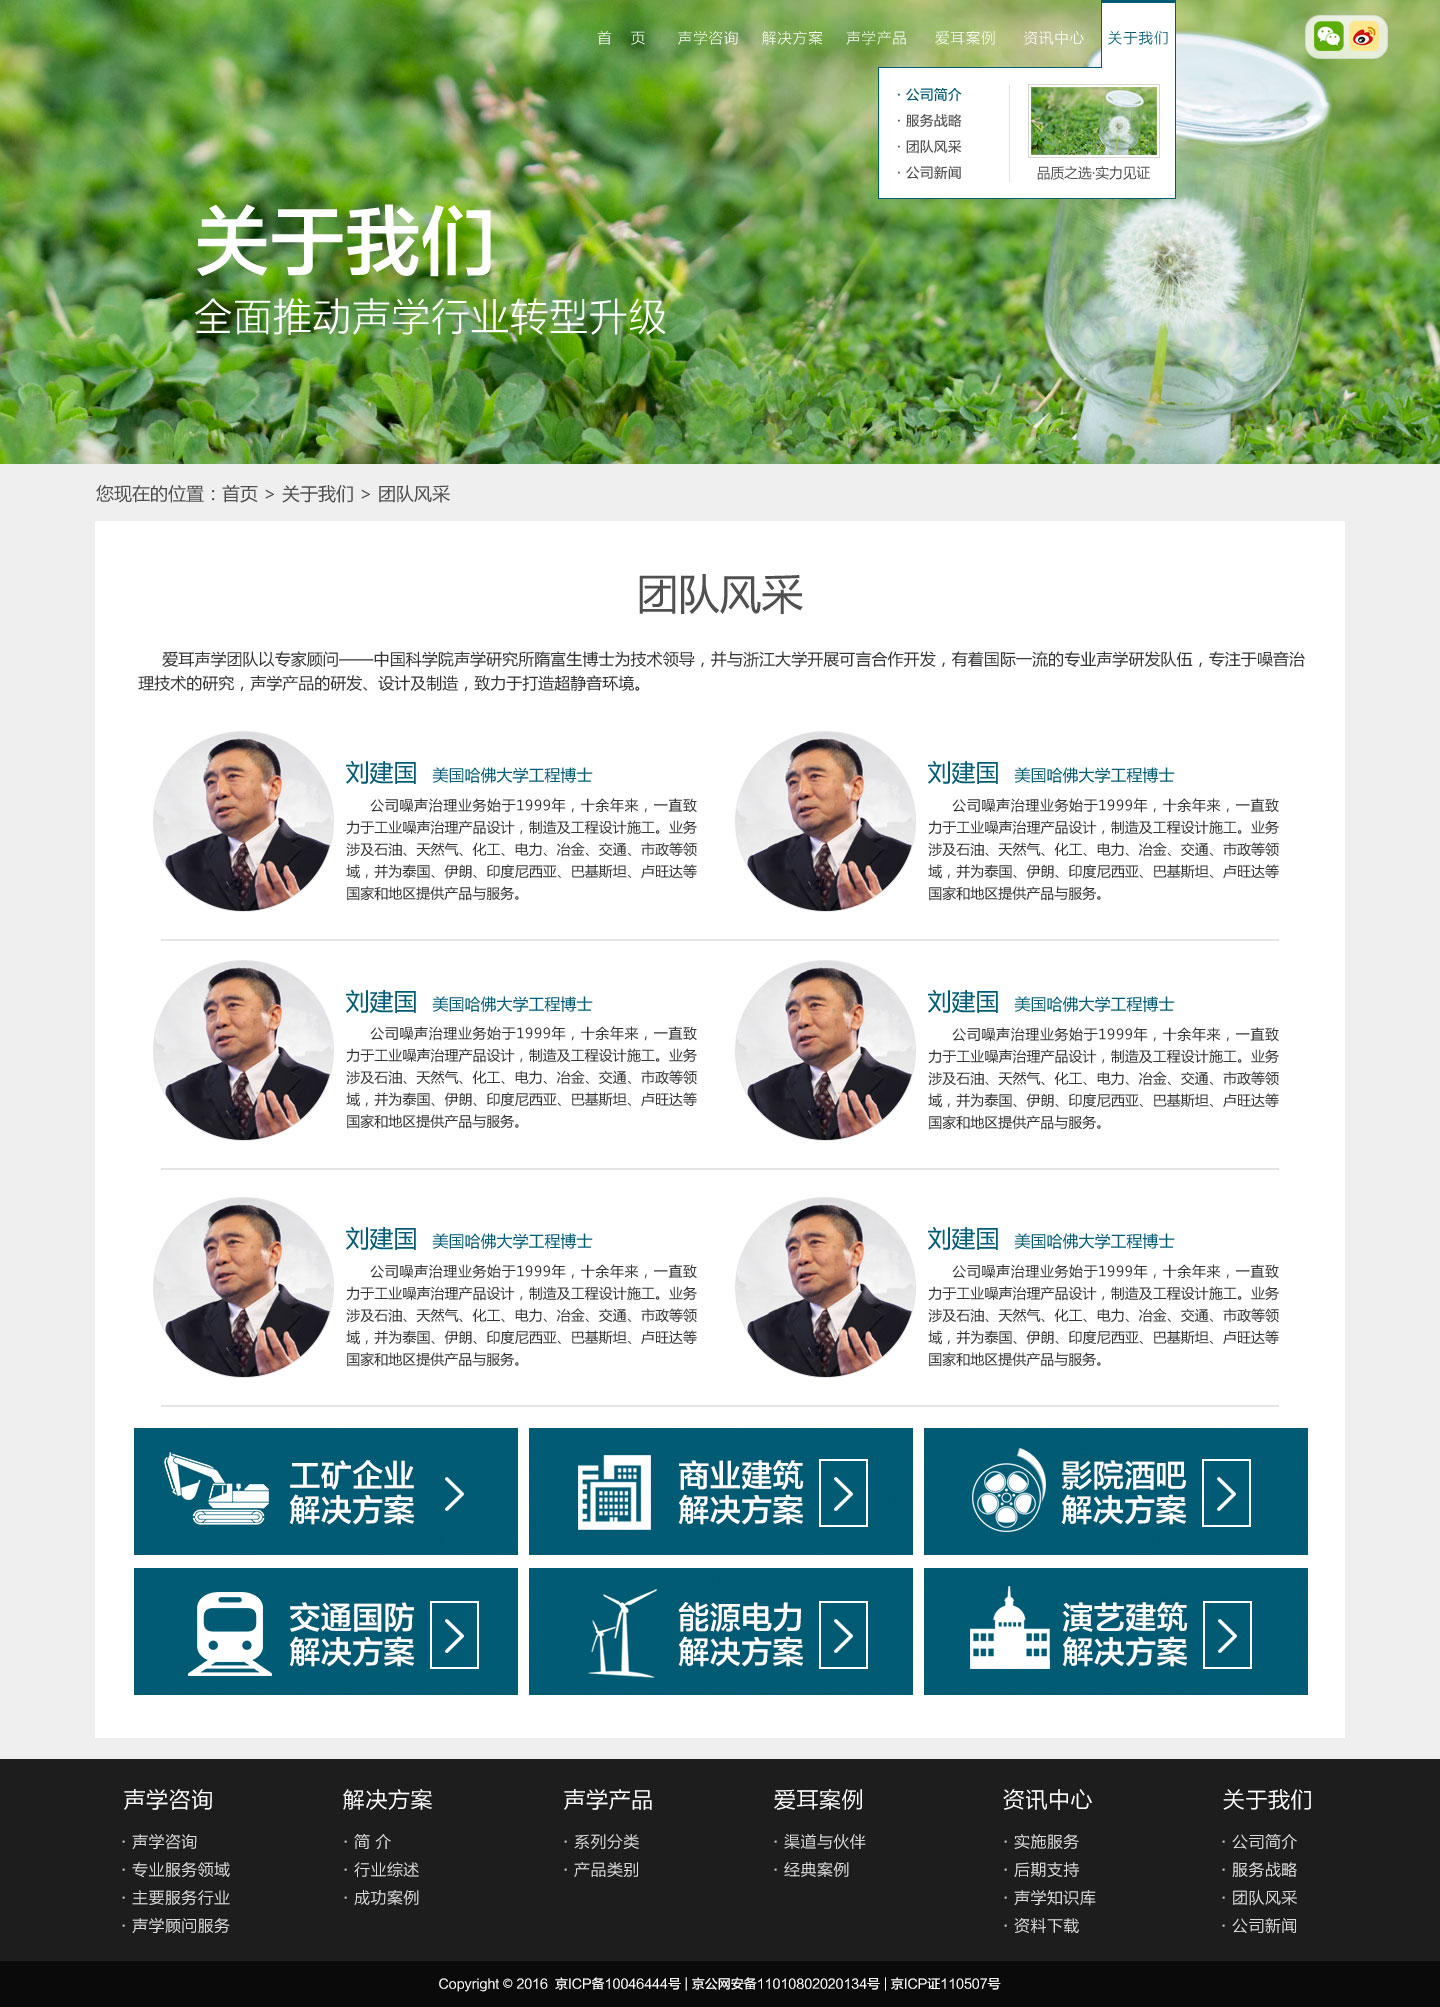 首 页 声学咨询 解决方案 声学产品 爱耳案例 资讯中心 关于我们
· 公司简介
· 服务战略
· 团队风采
· 公司新闻
品质之选·实力见证
关于我们
全面推动声学行业转型升级
您现在的位置：首页 > 关于我们 > 团队风采
团队风采
爱耳声学团队以专家顾问——中国科学院声学研究所隋富生博士为技术领导，并与浙江大学开展可言合作开发，有着国际一流的专业声学研发队伍，专注于噪音治
理技术的研究，声学产品的研发、设计及制造，致力于打造超静音环境。
刘建国 美国哈佛大学工程博士
公司噪声治理业务始于1999年，十余年来，一直致
力于工业噪声治理产品设计，制造及工程设计施工。业务
涉及石油、天然气、化工、电力、冶金、交通、市政等领
域，并为泰国、伊朗、印度尼西亚、巴基斯坦、卢旺达等
国家和地区提供产品与服务。
刘建国 美国哈佛大学工程博士
公司噪声治理业务始于1999年，十余年来，一直致
力于工业噪声治理产品设计，制造及工程设计施工。业务
涉及石油、天然气、化工、电力、冶金、交通、市政等领
域，并为泰国、伊朗、印度尼西亚、巴基斯坦、卢旺达等
国家和地区提供产品与服务。
刘建国 美国哈佛大学工程博士
公司噪声治理业务始于1999年，十余年来，一直致
力于工业噪声治理产品设计，制造及工程设计施工。业务
涉及石油、天然气、化工、电力、冶金、交通、市政等领
域，并为泰国、伊朗、印度尼西亚、巴基斯坦、卢旺达等
国家和地区提供产品与服务。
刘建国 美国哈佛大学工程博士
公司噪声治理业务始于1999年，十余年来，一直致
力于工业噪声治理产品设计，制造及工程设计施工。业务
涉及石油、天然气、化工、电力、冶金、交通、市政等领
域，并为泰国、伊朗、印度尼西亚、巴基斯坦、卢旺达等
国家和地区提供产品与服务。
刘建国 美国哈佛大学工程博士
公司噪声治理业务始于1999年，十余年来，一直致
力于工业噪声治理产品设计，制造及工程设计施工。业务
涉及石油、天然气、化工、电力、冶金、交通、市政等领
域，并为泰国、伊朗、印度尼西亚、巴基斯坦、卢旺达等
国家和地区提供产品与服务。
刘建国 美国哈佛大学工程博士
公司噪声治理业务始于1999年，十余年来，一直致
力于工业噪声治理产品设计，制造及工程设计施工。业务
涉及石油、天然气、化工、电力、冶金、交通、市政等领
域，并为泰国、伊朗、印度尼西亚、巴基斯坦、卢旺达等
国家和地区提供产品与服务。
工矿企业
解决方案
商业建筑
解决方案
影院酒吧
解决方案
交通国防
解决方案
能源电力
解决方案
演艺建筑
解决方案
声学咨询
· 声学咨询
· 专业服务领域
· 主要服务行业
· 声学顾问服务
解决方案
· 简 介
· 行业综述
· 成功案例
声学产品
· 系列分类
· 产品类别
爱耳案例
· 渠道与伙伴
· 经典案例
资讯中心
· 实施服务
· 后期支持
· 声学知识库
· 资料下载
关于我们
· 公司简介
· 服务战略
· 团队风采
· 公司新闻
Copyright © 2016 京ICP备10046444号 | 京公网安备11010802020134号 | 京ICP证110507号